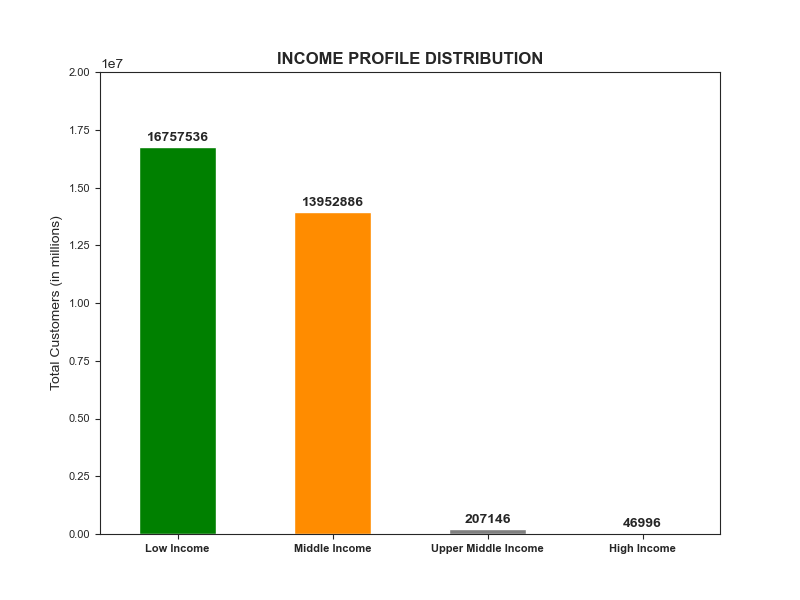 INCOME PROFILE DISTRIBUTION
1e7
2.00
1.75
1.50
1.25
1.00
0.75
0.50
0.25
0.00
Total Customers (in millions)
16757536
13952886
207146
46996
Low Income
Middle Income
Upper Middle Income
High Income